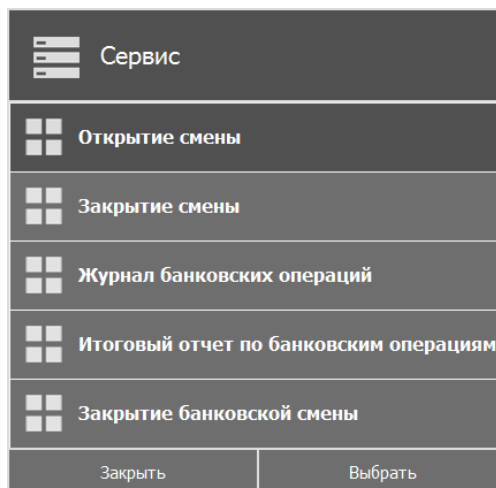 Сервис
Открытие смены
Закрытие смены
Журнал банковских операций
Итоговый отчет по банковским операциям
Закрытие банковской смены
Закрыть Выбрать